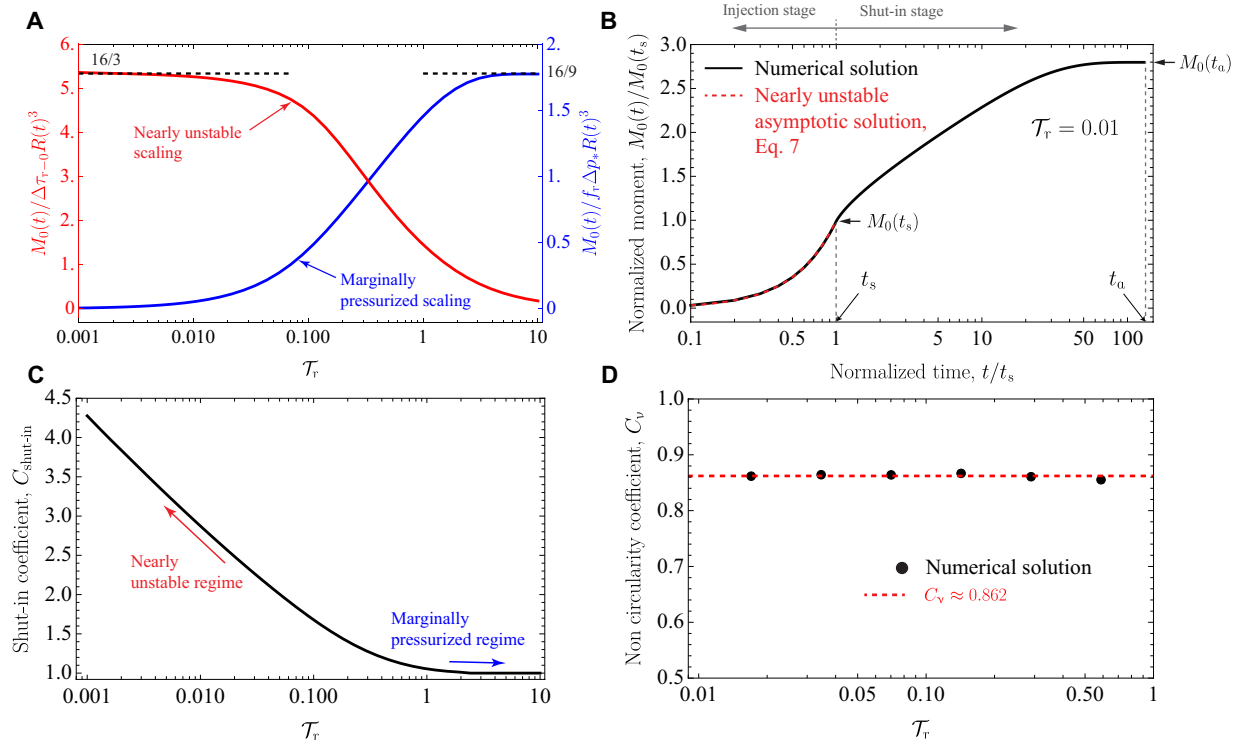 A
6.
5.
4.
3.
2.
1.
0
M₀(t)/Δτᵣ₋₀R(t)³
16/3
Nearly unstable
scaling
Marginally
pressurized scaling
16/9
2.
1.5
1
0.5
0
M₀(t)/fᵣΔp*R(t)³
0.001
0.010
0.100
1
10
𝒯ᵣ
B
Injection stage
Shut-in stage
3.0
2.5
2.0
1.5
1.0
0.5
0.0
Normalized moment, M₀(t)/M₀(tₛ)
Numerical solution
Nearly unstable
asymptotic solution,
Eq. 7
𝒯ᵣ = 0.01
M₀(tₐ)
M₀(tₛ)
tₛ
tₐ
0.1
0.5
1
5
10
50
100
Normalized time, t/tₛ
C
4.5
4.0
3.5
3.0
2.5
2.0
1.5
1.0
Shut-in coefficient, C_shut-in
Nearly
unstable regime
Marginally
pressurized regime
0.001
0.010
0.100
1
10
𝒯ᵣ
D
1.0
0.9
0.8
0.7
0.6
0.5
Non circularity coefficient, Cᵥ
Numerical solution
Cᵥ ≈ 0.862
0.01
0.05
0.10
0.50
1
𝒯ᵣ